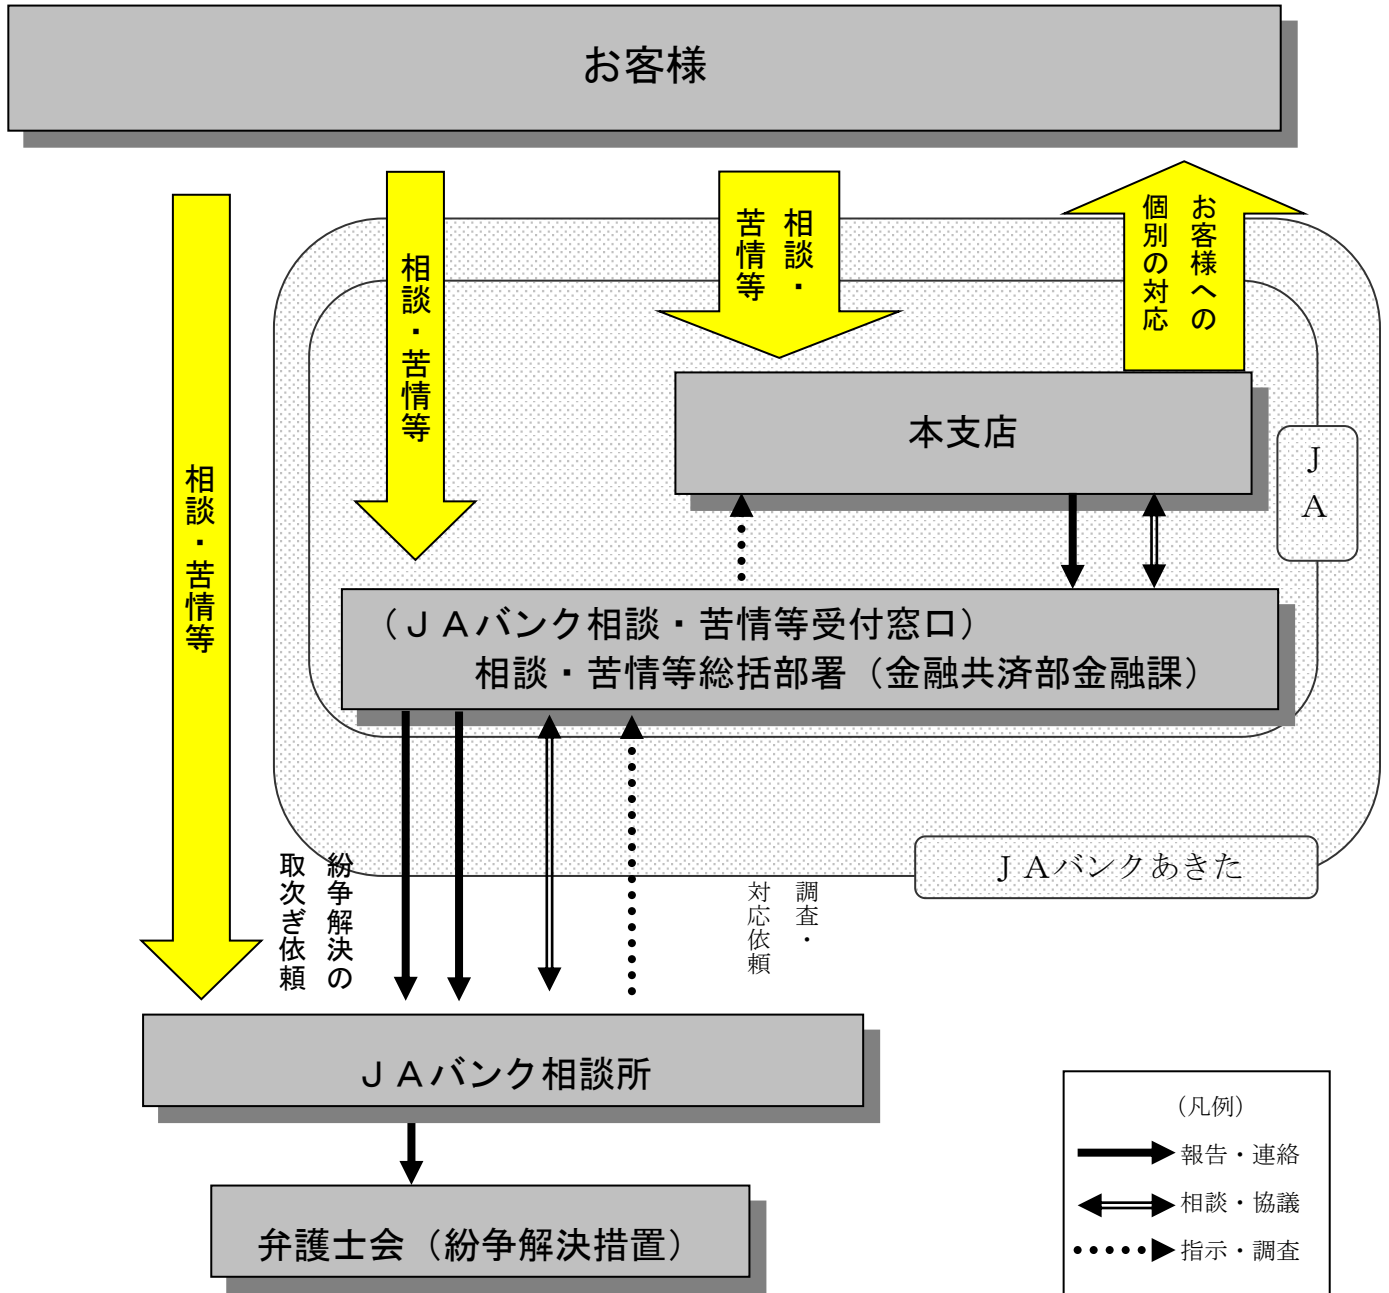 お客様
相談・苦情等
相談・苦情等
相談・
苦情等
お客様への
個別の対応
本支店
ＪＡ
（ＪＡバンク相談・苦情等受付窓口）
相談・苦情等総括部署（金融共済部金融課）
ＪＡバンクあきた
紛争解決の
取次ぎ依頼
調査・
対応依頼
ＪＡバンク相談所
弁護士会（紛争解決措置）
（凡例）
報告・連絡
相談・協議
指示・調査